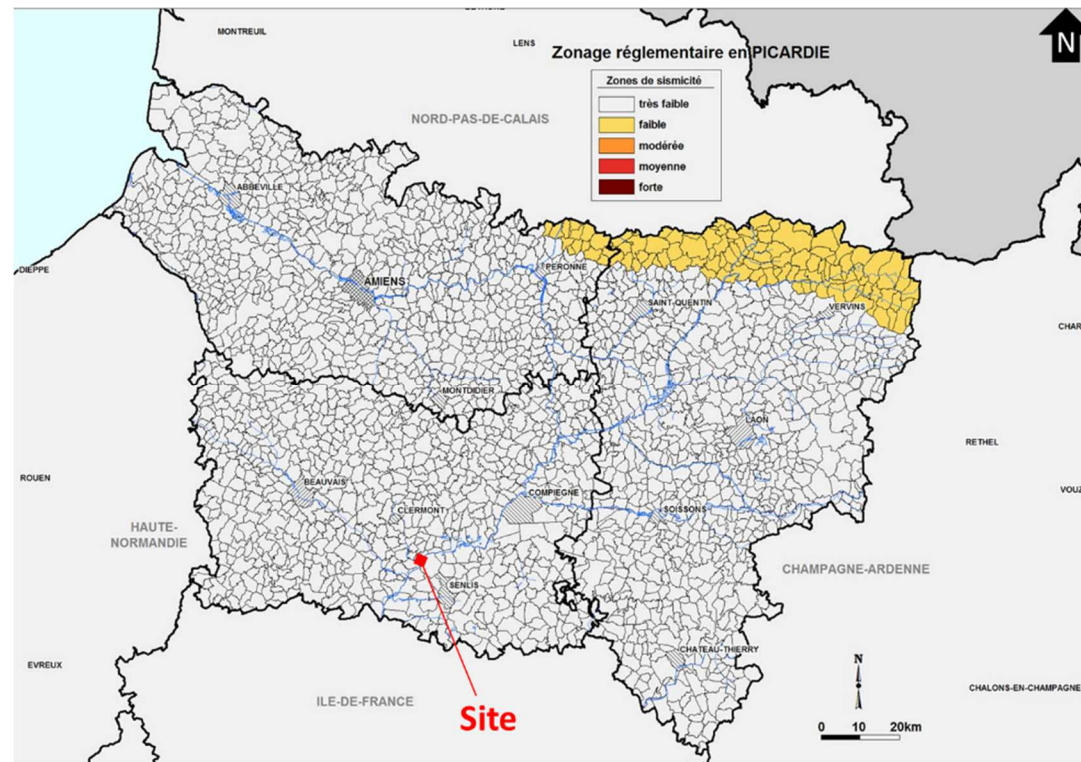 MONTREUIL
LENS
N
Zonage réglementaire en PICARDIE
Zones de sismicité
très faible
faible
modérée
moyenne
forte
NORD-PAS-DE-CALAIS
ABBEVILLE
DIEPPE
AMIENS
PERONNE
SAINT-QUENTIN
VERVINS
CHAR
MONTDIDIER
LAON
RETHEL
ROUEN
BEAUVAIS
COMPIEGNE
VOUZ
CLERMONT
SOISSONS
HAUTE-
NORMANDIE
CHAMPAGNE-ARDENNE
SENLIS
CHATEAU-THIERRY
EVREUX
N
ILE-DE-FRANCE
CHALONS-EN-CHAMPAGNE
Site
0 10 20km